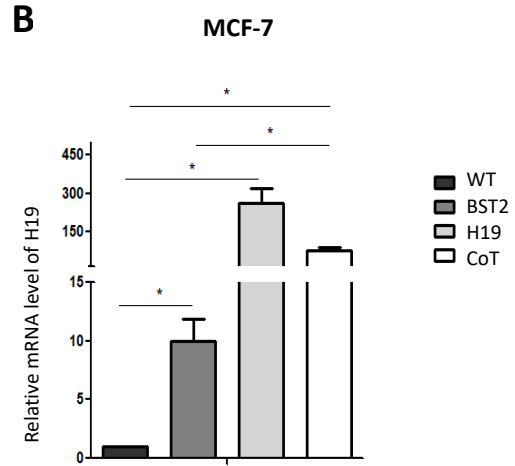 B
MCF-7
*
*
*
*
450
300
150
15
10
5
0
Relative mRNA level of H19
WT
BST2
H19
CoT